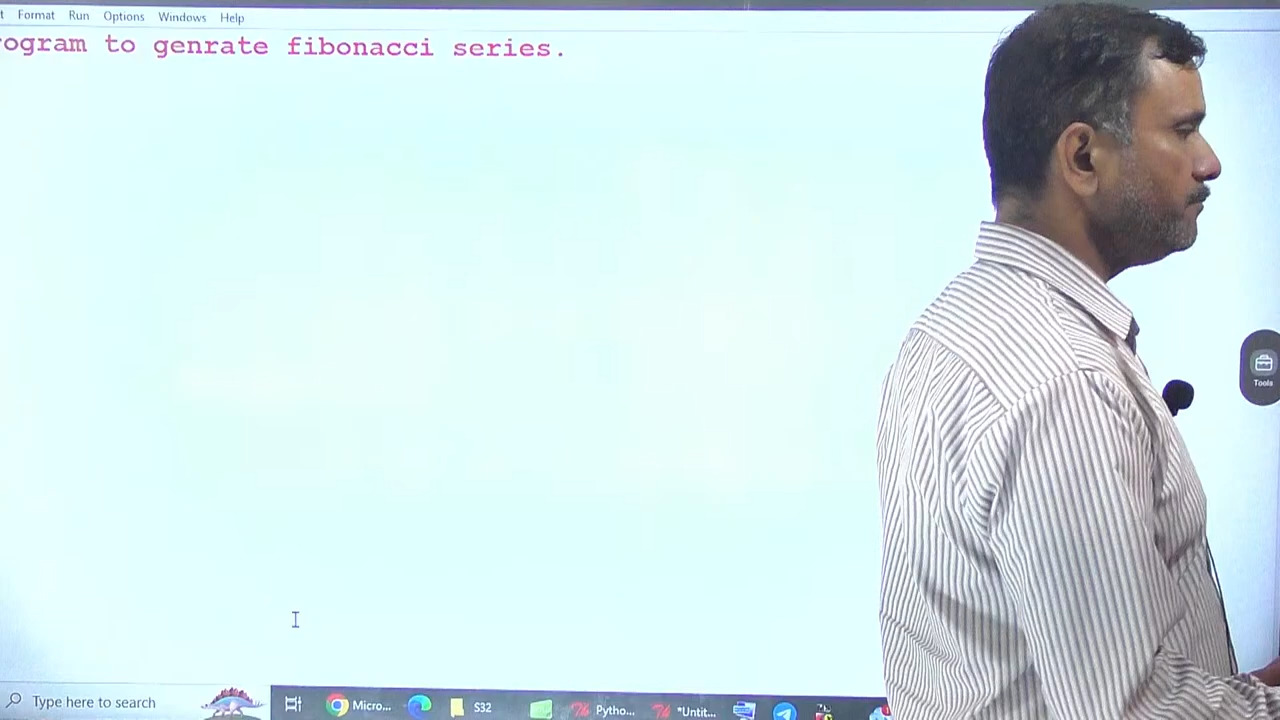 t Format Run Options Windows Help
ogram to genrate fibonacci series.
Tools
Type here to search
Micro... S32 Pytho... *Untit...